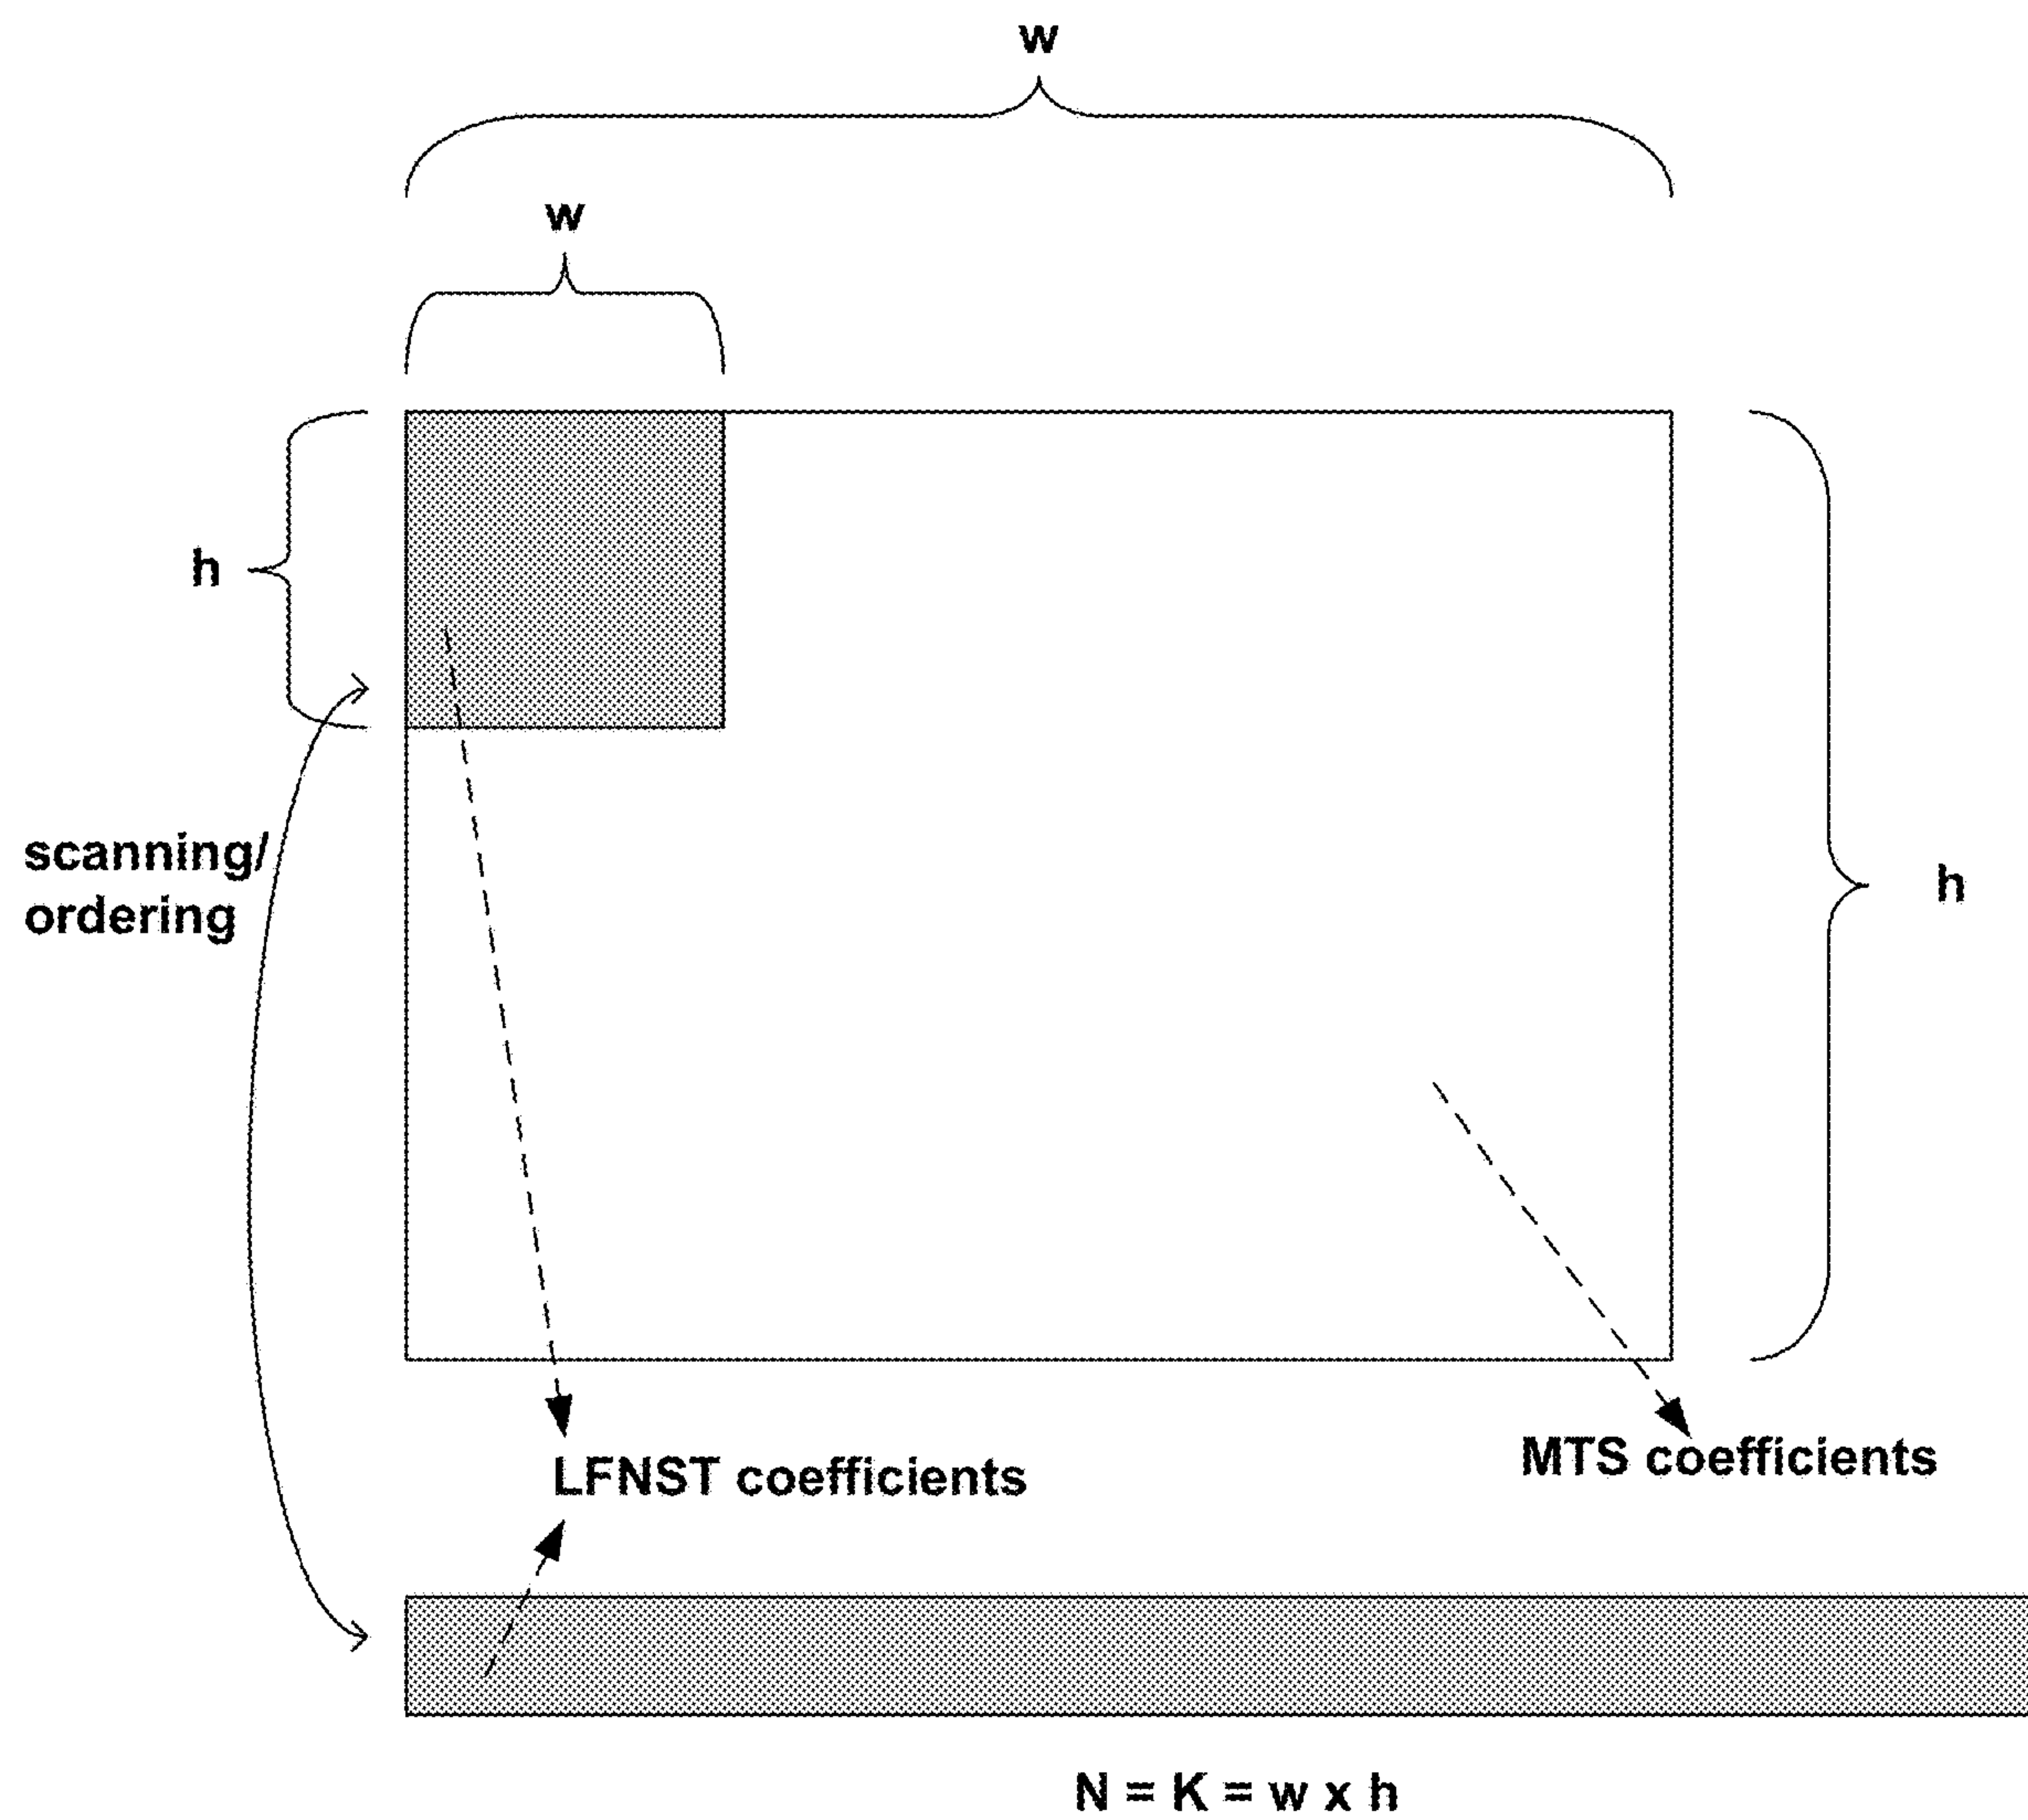 w
w
h
scanning/
ordering
h
LFNST coefficients
MTS coefficients
N = K = w x h